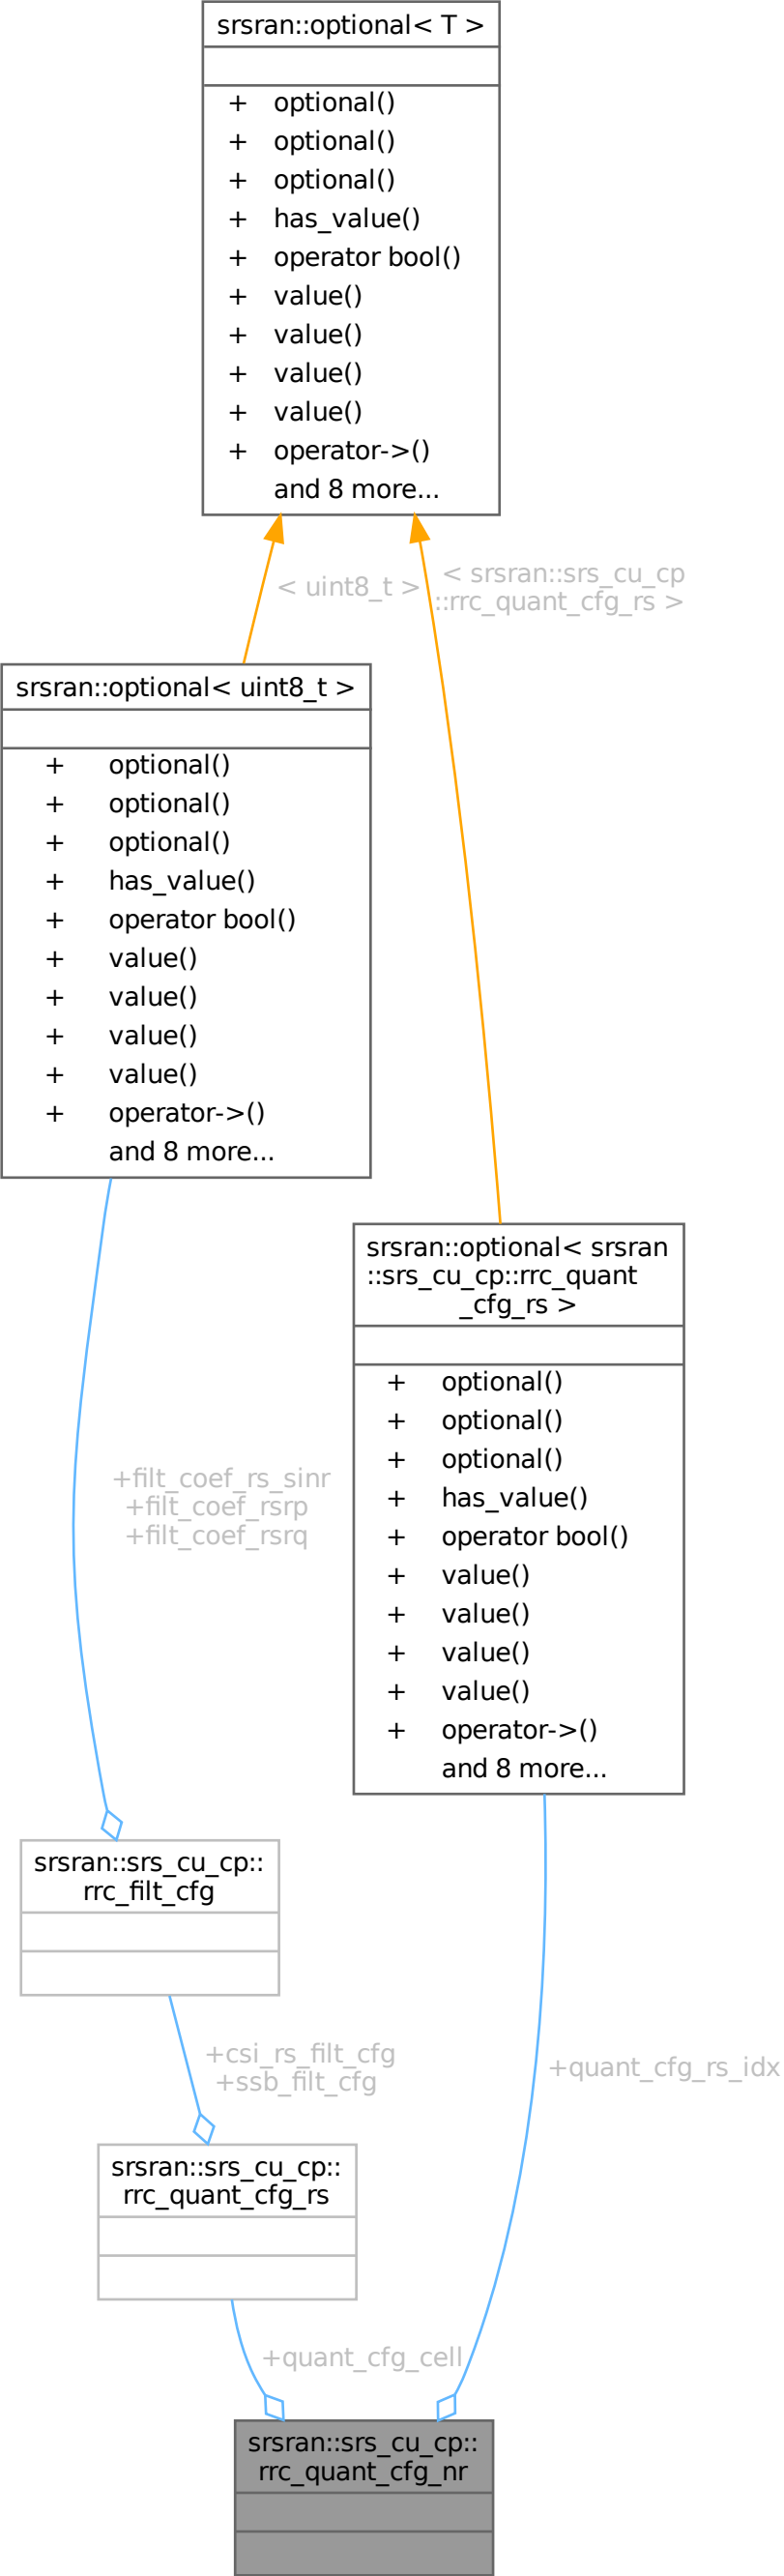 srsran::optional< T >
+ optional()
+ optional()
+ optional()
+ has_value()
+ operator bool()
+ value()
+ value()
+ value()
+ value()
+ operator->()
and 8 more...
< uint8_t >
< srsran::srs_cu_cp
::rrc_quant_cfg_rs >
srsran::optional< uint8_t >
+ optional()
+ optional()
+ optional()
+ has_value()
+ operator bool()
+ value()
+ value()
+ value()
+ value()
+ operator->()
and 8 more...
srsran::optional< srsran
::srs_cu_cp::rrc_quant
_cfg_rs >
+ optional()
+ optional()
+ optional()
+ has_value()
+ operator bool()
+ value()
+ value()
+ value()
+ value()
+ operator->()
and 8 more...
+filt_coef_rs_sinr
+filt_coef_rsrp
+filt_coef_rsrq
srsran::srs_cu_cp::
rrc_filt_cfg
+csi_rs_filt_cfg
+ssb_filt_cfg
+quant_cfg_rs_idx
srsran::srs_cu_cp::
rrc_quant_cfg_rs
+quant_cfg_cell
srsran::srs_cu_cp::
rrc_quant_cfg_nr